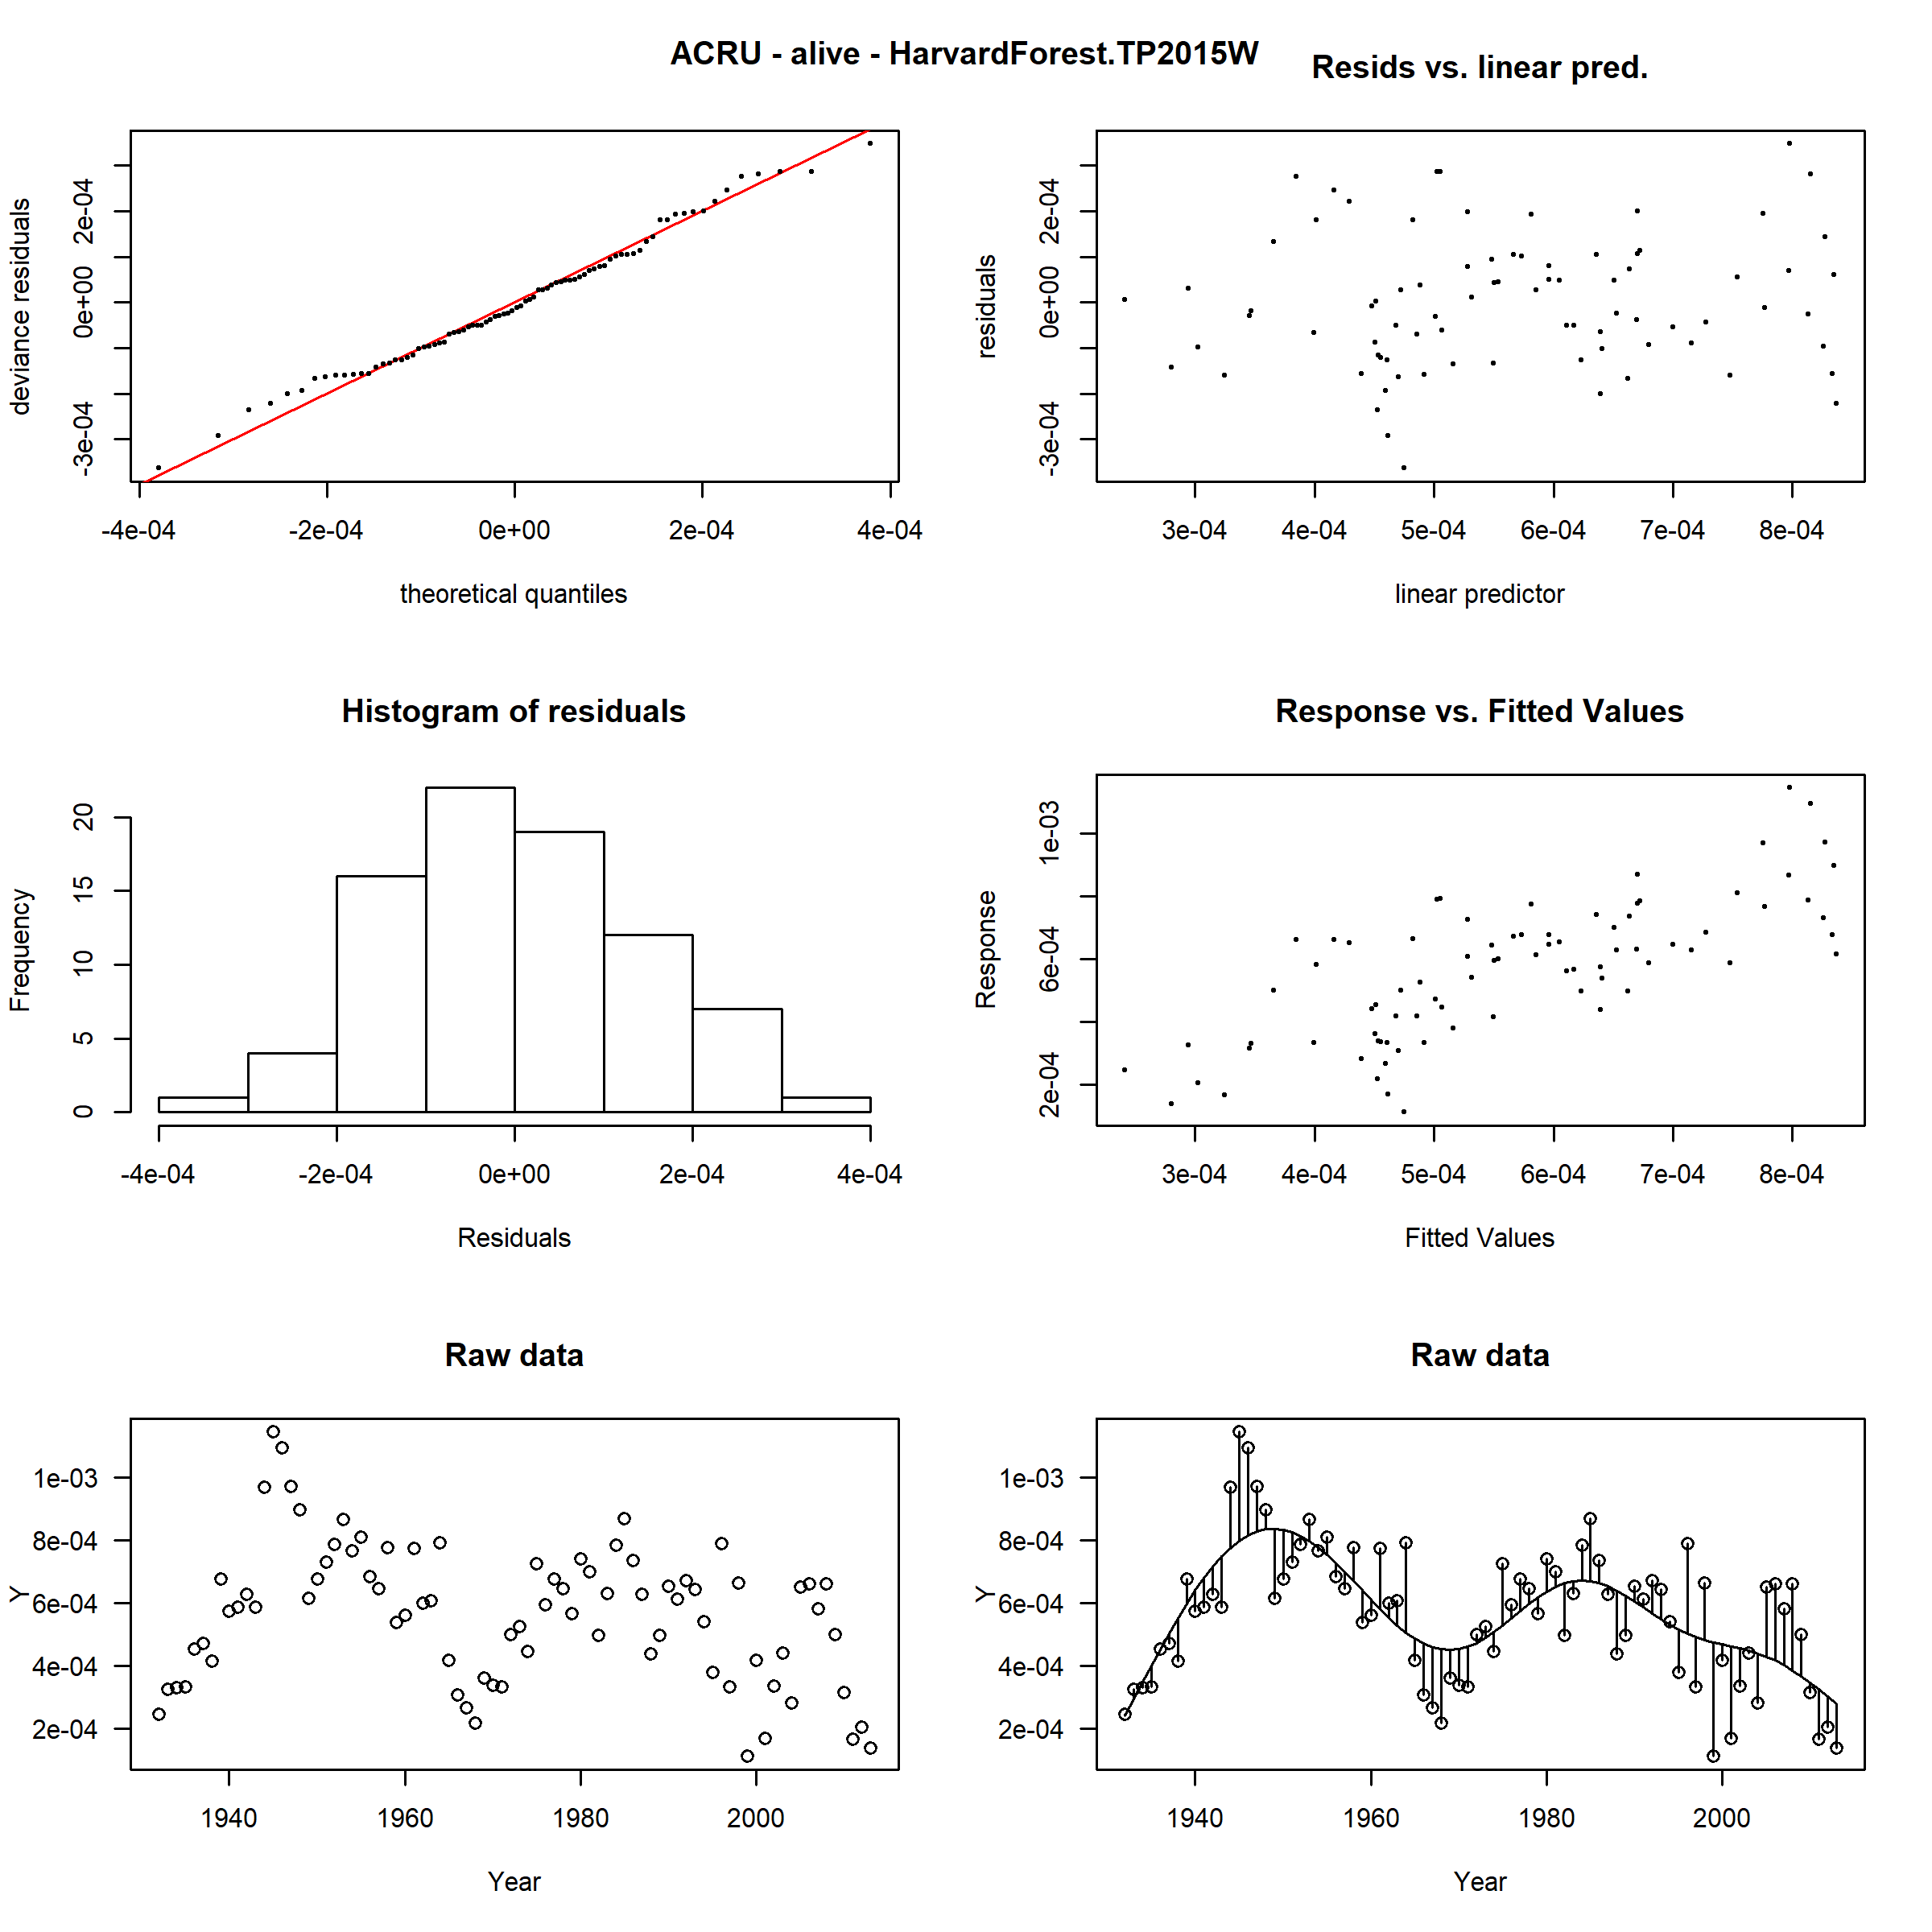 ACRU - alive - HarvardForest.TP2015W
Resids vs. linear pred.
deviance residuals
-3e-04 0e+00 2e-04
-4e-04 -2e-04 0e+00 2e-04 4e-04
theoretical quantiles
residuals
-3e-04 0e+00 2e-04
3e-04 4e-04 5e-04 6e-04 7e-04 8e-04
linear predictor
Histogram of residuals
Frequency
0 5 10 15 20
-4e-04 -2e-04 0e+00 2e-04 4e-04
Residuals
Response vs. Fitted Values
Response
2e-04 6e-04 1e-03
3e-04 4e-04 5e-04 6e-04 7e-04 8e-04
Fitted Values
Raw data
Y
1e-03
8e-04
6e-04
4e-04
2e-04
1940 1960 1980 2000
Year
Raw data
Y
1e-03
8e-04
6e-04
4e-04
2e-04
1940 1960 1980 2000
Year